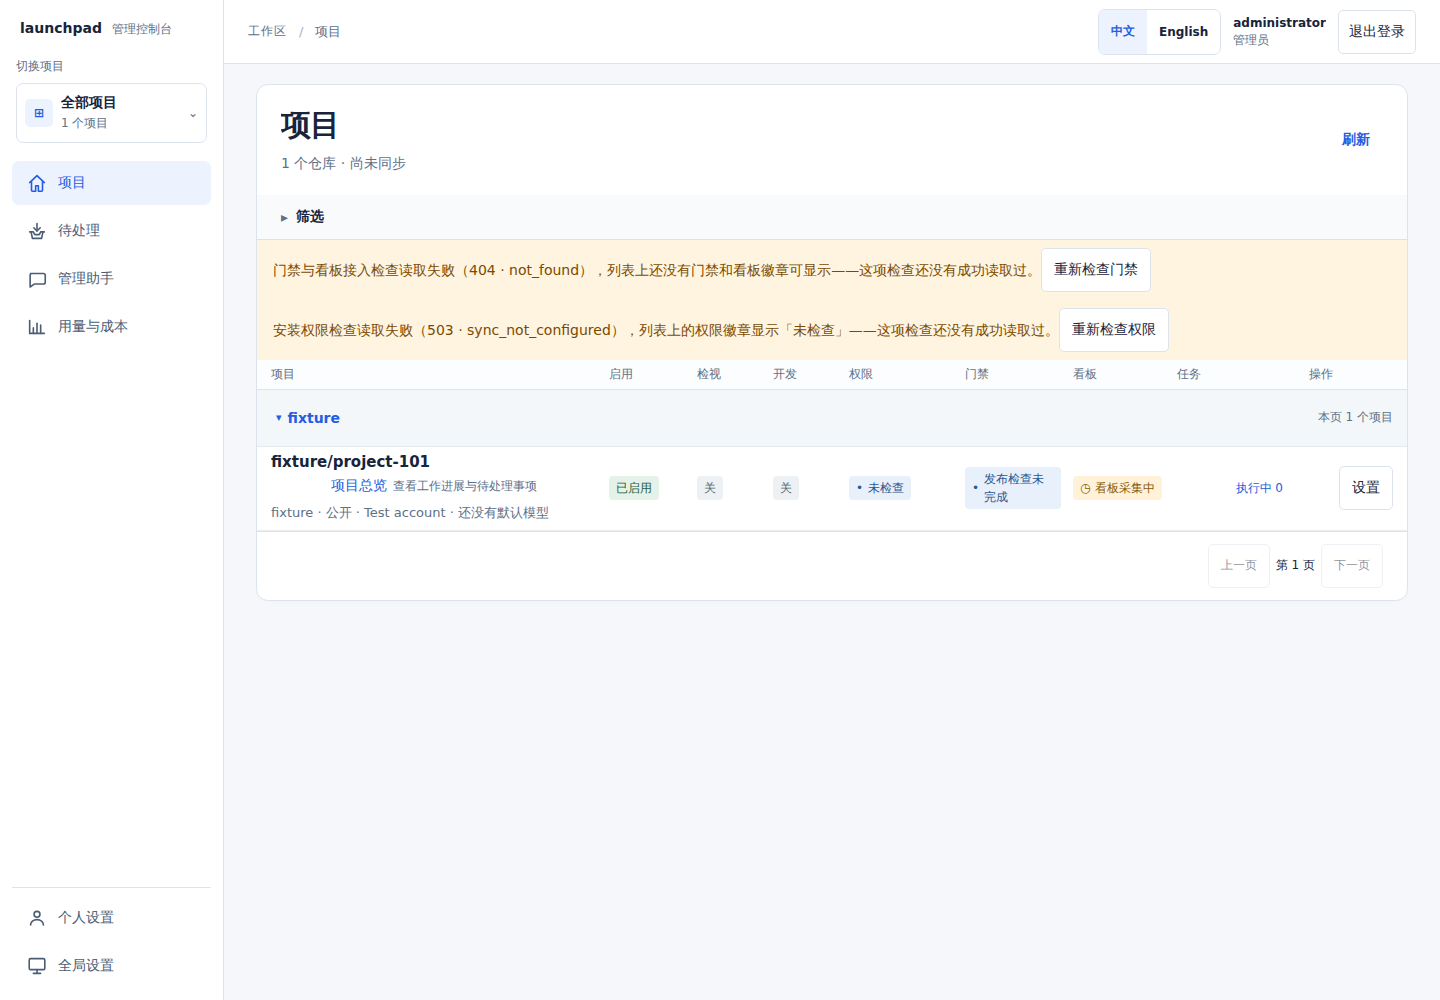 launchpad 管理控制台
切换项目
全部项目
1 个项目
项目
待处理
管理助手
用量与成本
个人设置
全局设置
工作区 / 项目
中文 English
administrator
管理员
退出登录
项目
1 个仓库 · 尚未同步
刷新
▸ 筛选
门禁与看板接入检查读取失败（404 · not_found），列表上还没有门禁和看板徽章可显示——这项检查还没有成功读取过。 重新检查门禁
安装权限检查读取失败（503 · sync_not_configured），列表上的权限徽章显示「未检查」——这项检查还没有成功读取过。 重新检查权限
项目 启用 检视 开发 权限 门禁 看板 任务 操作
▾ fixture 本页 1 个项目
fixture/project-101
项目总览 查看工作进展与待处理事项
fixture · 公开 · Test account · 还没有默认模型
已启用 关 关 • 未检查
• 发布检查未
完成
看板采集中 执行中 0 设置
上一页 第 1 页 下一页